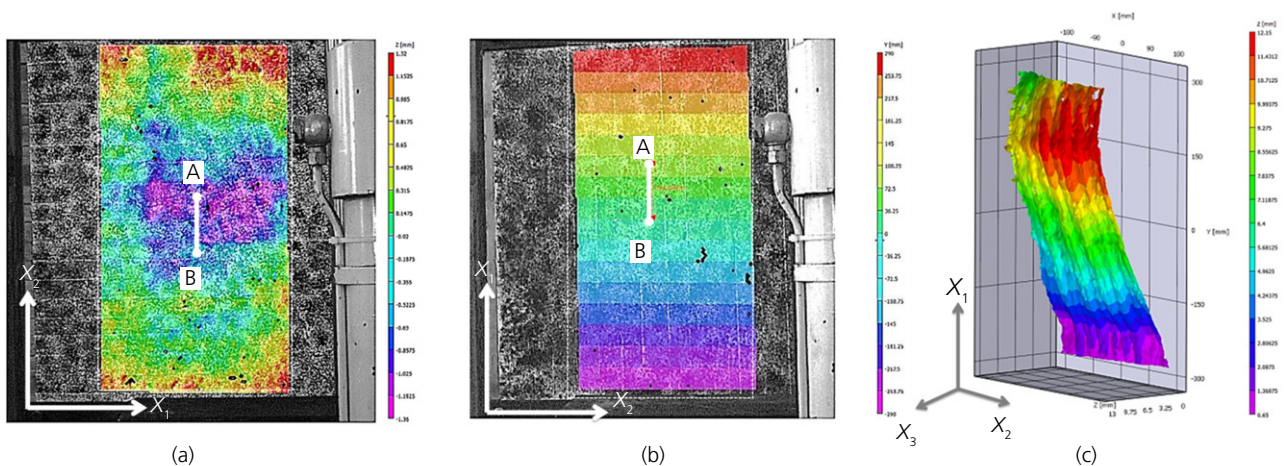 Z [mm]
1.32
1.1525
0.985
0.8175
0.65
0.4825
0.315
0.1475
-0.02
-0.1875
-0.355
-0.5225
-0.69
-0.8575
-1.025
-1.1925
-1.36
A
B
X2
X1
(a)
Y [mm]
290
253.75
217.5
181.25
145
108.75
72.5
36.25
0
-36.25
-72.5
-108.75
-145
-181.25
-217.5
-253.75
-290
A
B
X1
X2
(b)
X [mm]
-100 -90 0 90 100
300
150
0 Y [mm]
-150
-300
Z [mm]
13 9.75 6.5 3.25 0
X1
X3
X2
Z [mm]
12.15
11.4312
10.7125
9.99375
9.275
8.55625
7.8375
7.11875
6.4
5.68125
4.9625
4.24375
3.525
2.80625
2.0875
1.36875
0.65
(c)